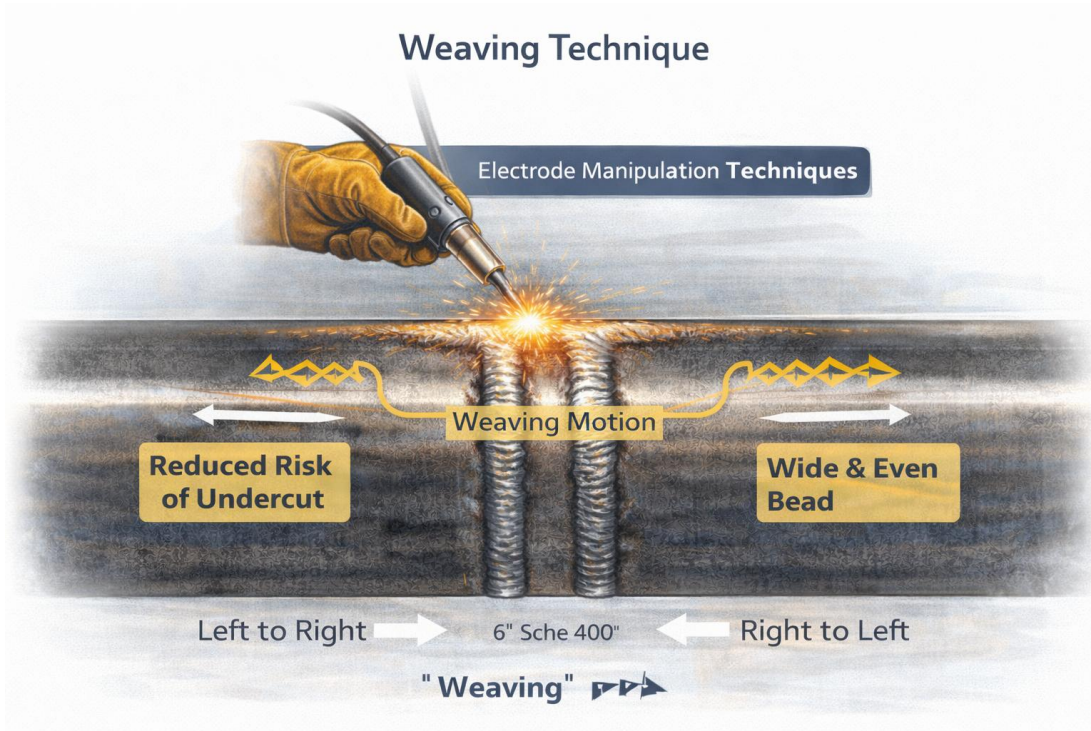 Weaving Technique
Electrode Manipulation Techniques
Weaving Motion
Reduced Risk
of Undercut
Wide & Even
Bead
Left to Right
6" Sche 400"
Right to Left
" Weaving"